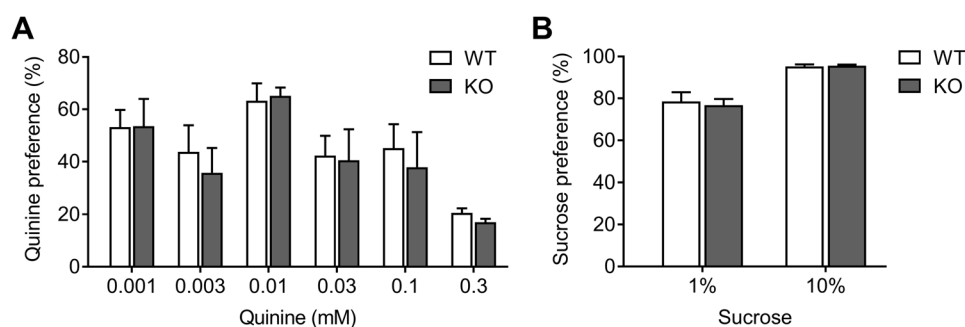 A
Quinine preference (%)
80
60
40
20
0
WT
KO
0.001 0.003 0.01 0.03 0.1 0.3
Quinine (mM)
B
Sucrose preference (%)
100
80
60
40
20
0
WT
KO
1% 10%
Sucrose